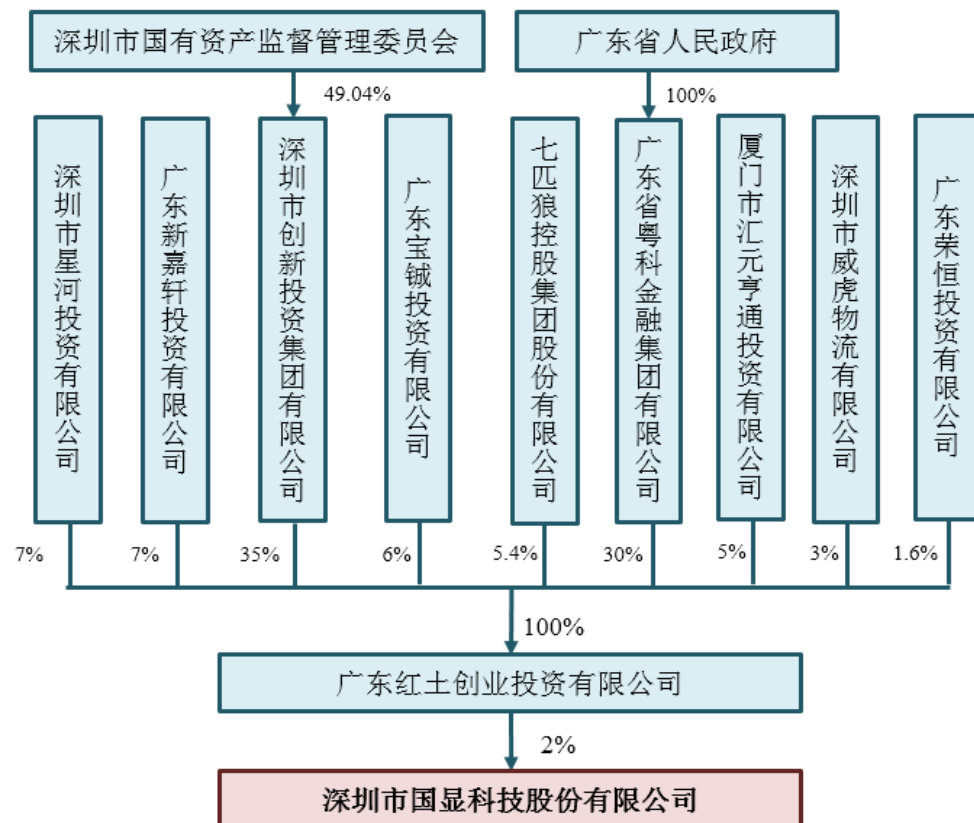 深圳市国有资产监督管理委员会
广东省人民政府
49.04%
100%
深圳市星河投资有限公司
广东新嘉轩投资有限公司
深圳市创新投资集团有限公司
广东宝铖投资有限公司
七匹狼控股集团股份有限公司
广东省粤科金融集团有限公司
厦门市汇元亨通投资有限公司
深圳市威虎物流有限公司
广东荣恒投资有限公司
7%
7%
35%
6%
5.4%
30%
5%
3%
1.6%
100%
广东红土创业投资有限公司
2%
深圳市国显科技股份有限公司